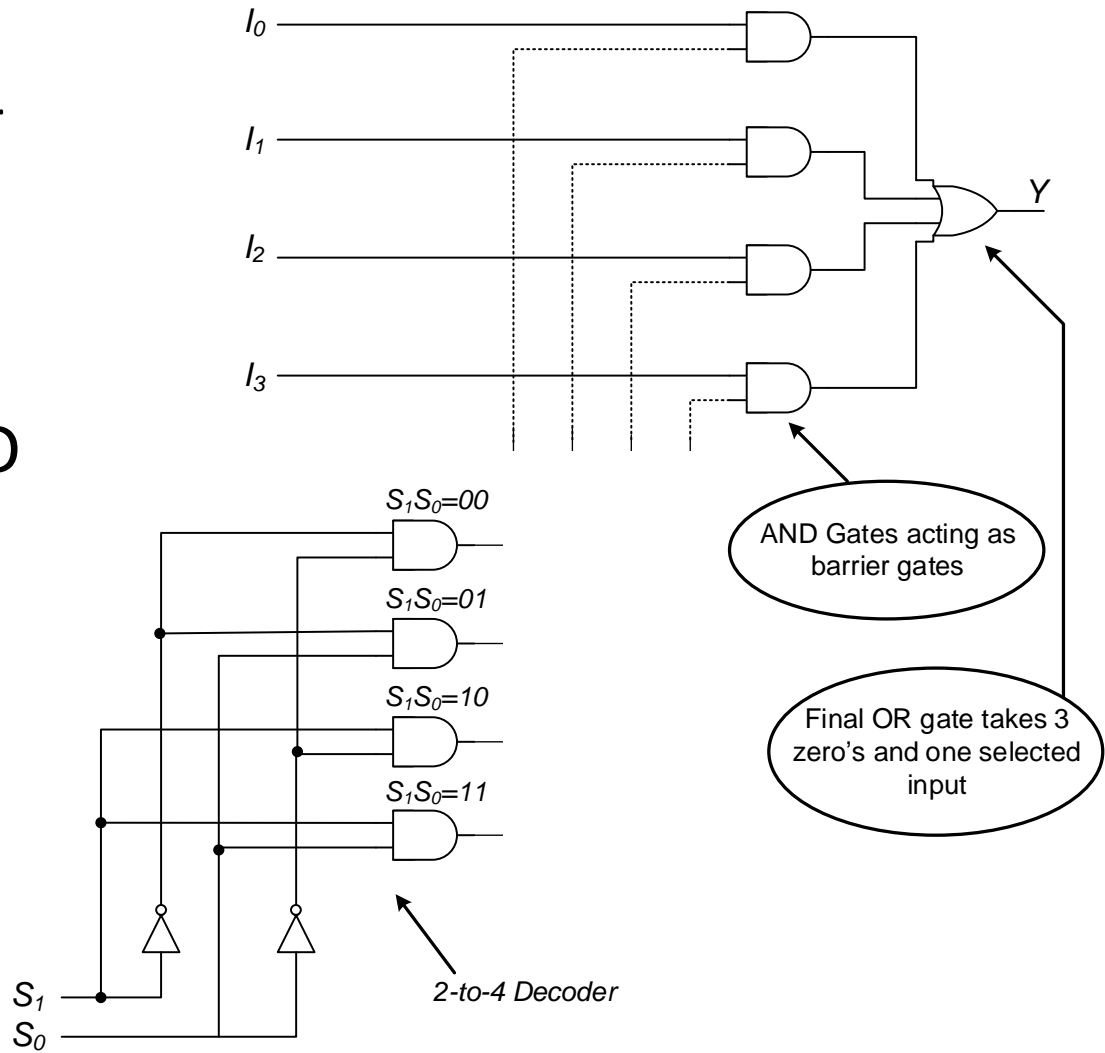 I0
I1
I2
I3
Y
AND Gates acting as
barrier gates
Final OR gate takes 3
zero's and one selected
input
S1S0=00
S1S0=01
S1S0=10
S1S0=11
2-to-4 Decoder
S1
S0